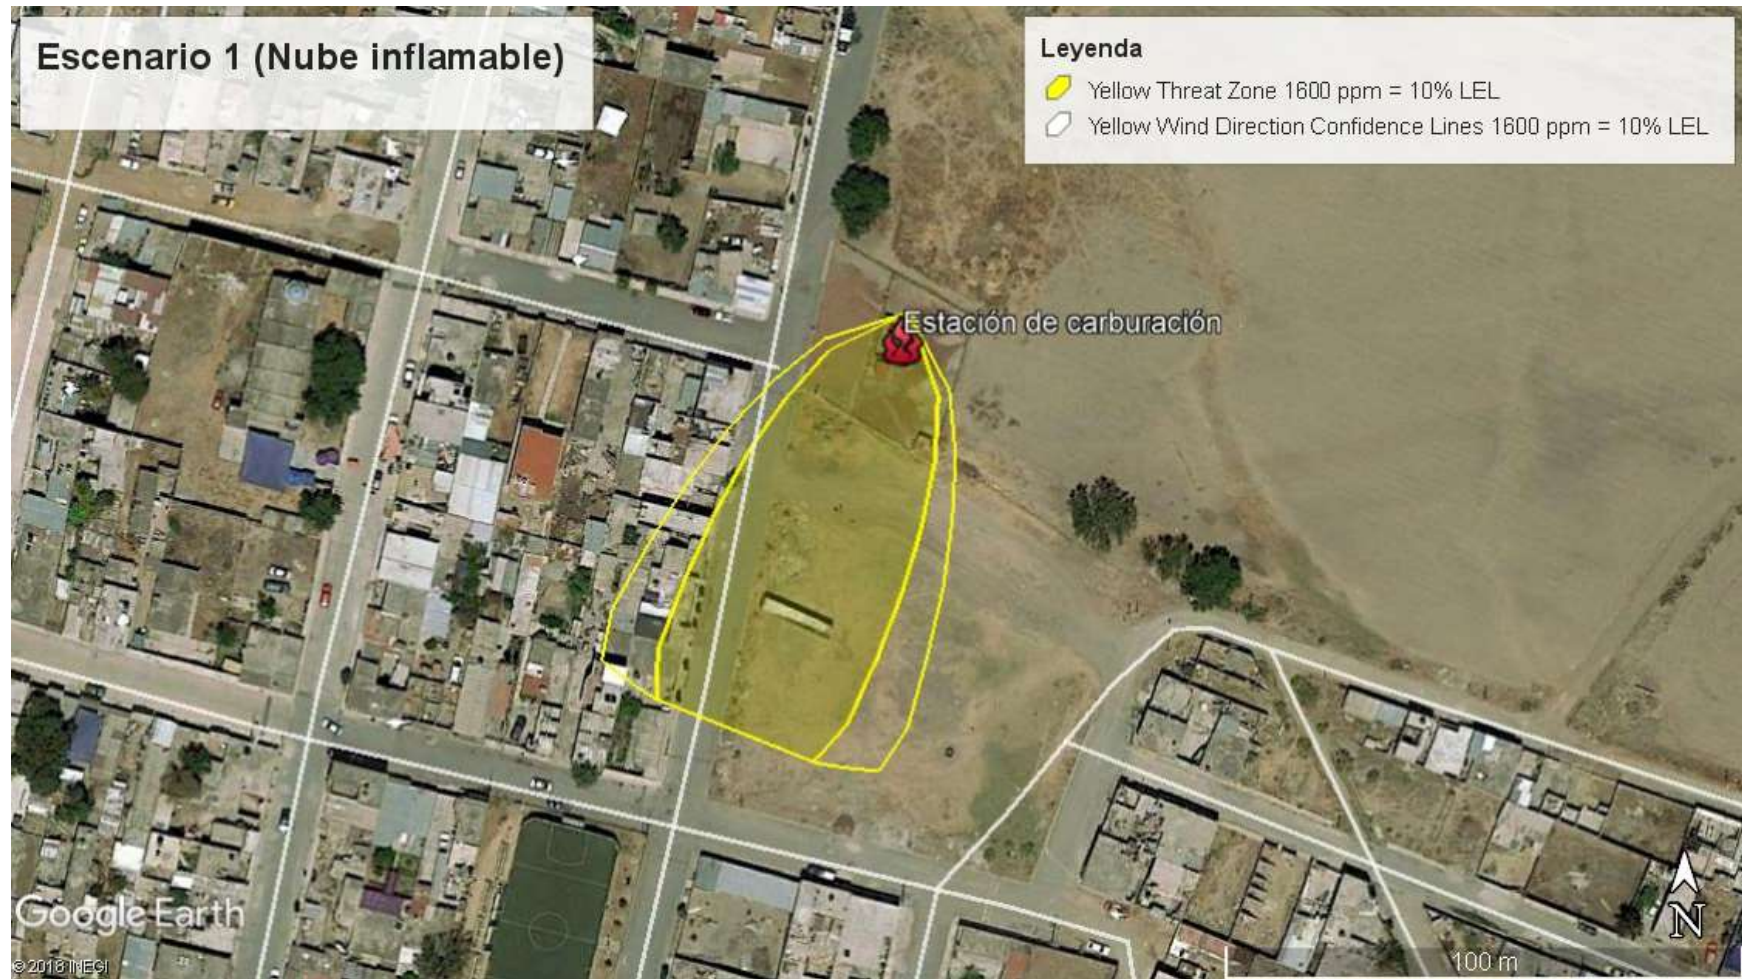 Escenario 1 (Nube inflamable)
Leyenda
Yellow Threat Zone 1600 ppm = 10% LEL
Yellow Wind Direction Confidence Lines 1600 ppm = 10% LEL
Estación de carburación
Google Earth
© 2018 INEGI
N
100 m